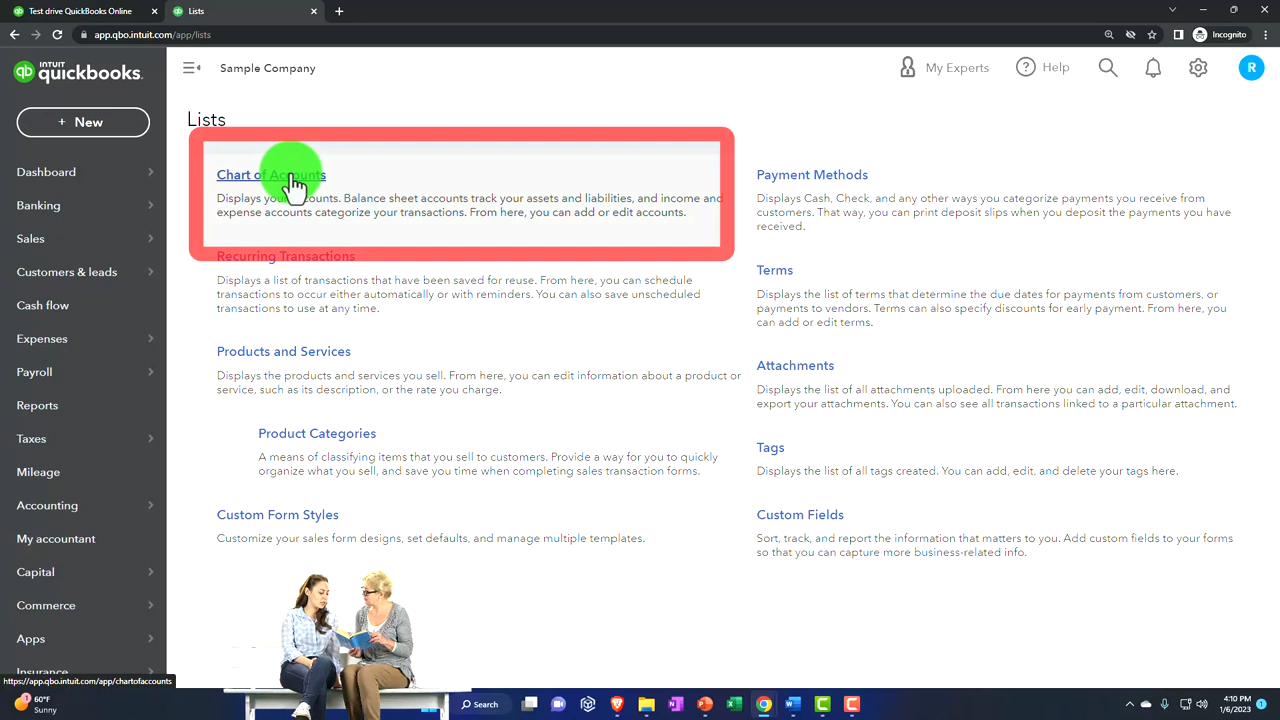 Test drive QuickBooks Online
Lists
app.qbo.intuit.com/app/lists
Incognito
INTUIT
quickbooks.
Sample Company
My Experts
Help
R
+ New
Dashboard
Banking
Sales
Customers & leads
Cash flow
Expenses
Payroll
Reports
Taxes
Mileage
Accounting
My account
Capital
Commerce
Apps
Insurance
Lists
Chart of Accounts
Displays your accounts. Balance sheet accounts track your assets and liabilities, and income and
expense accounts categorize your transactions. From here, you can add or edit accounts.
Recurring Transactions
Displays a list of transactions that have been saved for reuse. From here, you can schedule
transactions to occur either automatically or with reminders. You can also save unscheduled
transactions to use at any time.
Products and Services
Displays the products and services you sell. From here, you can edit information about a product or
service, such as its description, or the rate you charge.
Product Categories
A means of classifying items that you sell to customers. Provide a way for you to quickly
organize what you sell, and save you time when completing sales transaction forms.
Custom Form Styles
Customize your sales form designs, set defaults, and manage multiple templates.
Payment Methods
Displays Cash, Check, and any other ways you categorize payments you receive from
customers. That way, you can print deposit slips when you deposit the payments you have
received.
Terms
Displays the list of terms that determine the due dates for payments from customers, or
payments to vendors. Terms can also specify discounts for early payment. From here, you
can add or edit terms.
Attachments
Displays the list of all attachments uploaded. From here you can add, edit, download, and
export your attachments. You can also see all transactions linked to a particular attachment.
Tags
Displays the list of all tags created. You can add, edit, and delete your tags here.
Custom Fields
Sort, track, and report the information that matters to you. Add custom fields to your forms
so that you can capture more business-related info.
https://yos.qbo.intuit.com/app/chartofaccounts
60°F
Sunny
Search
4:10 PM
1/6/2023